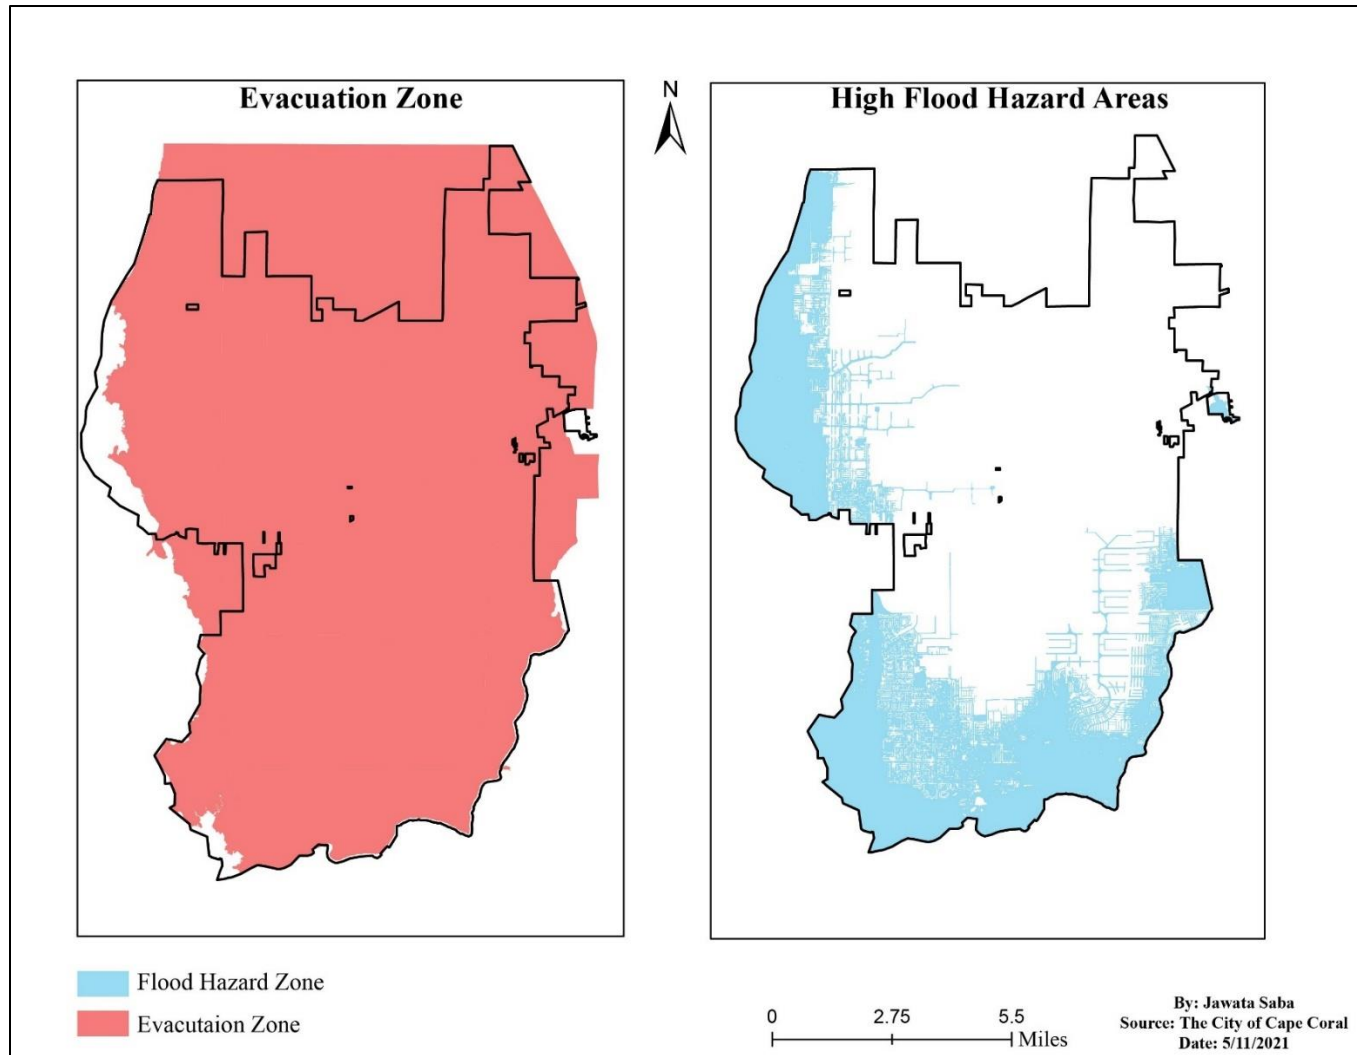 Evacuation Zone
N
High Flood Hazard Areas
Flood Hazard Zone
Evacutaion Zone
0 2.75 5.5
Miles
By: Jawata Saba
Source: The City of Cape Coral
Date: 5/11/2021